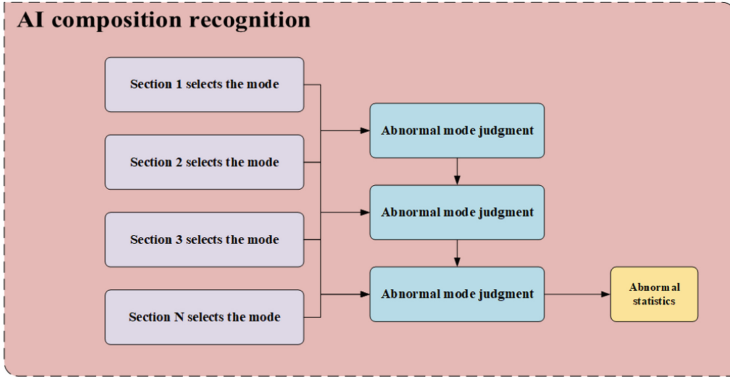 AI composition recognition
Section 1 selects the mode
Section 2 selects the mode
Section 3 selects the mode
Section N selects the mode
Abnormal mode judgment
Abnormal mode judgment
Abnormal mode judgment
Abnormal
statistics